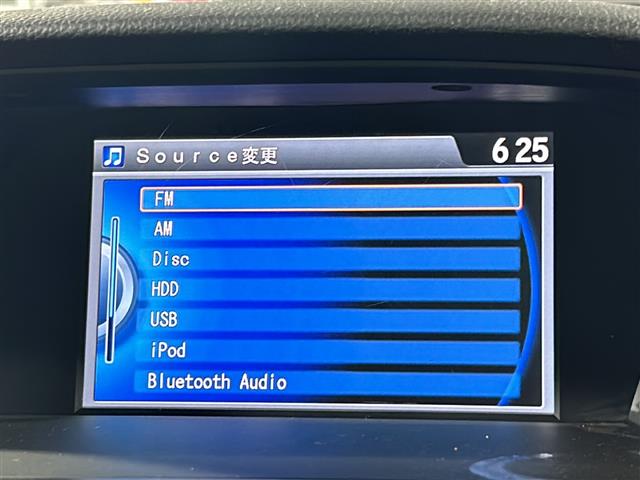 Source変更
6 25
FM
AM
Disc
HDD
USB
iPod
Bluetooth Audio